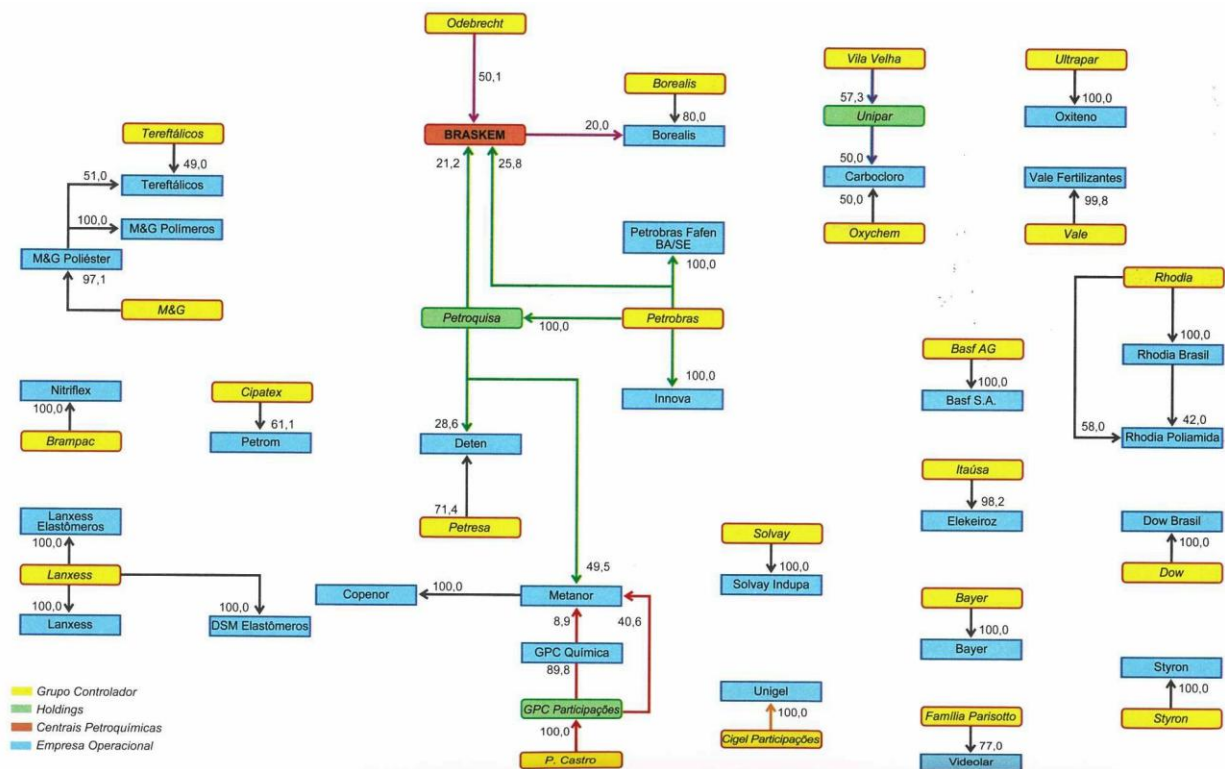 Odebrecht
50,1
Borealis
80,0
20,0
Borealis
BRASKEM
21,2
25,8
Vila Velha
57,3
Unipar
50,0
Carbocloro
50,0
Oxychem
Ultrapar
100,0
Oxiteno
Vale Fertilizantes
99,8
Vale
Tereftálicos
49,0
51,0
Tereftálicos
100,0
M&G Polímeros
M&G Poliéster
97,1
M&G
Petrobras Fafen
BA/SE
100,0
Petroquisa
100,0
Petrobras
100,0
Innova
Rhodia
100,0
Rhodia Brasil
58,0
42,0
Rhodia Poliamida
Basf AG
100,0
Basf S.A.
Nitriflex
100,0
Brampac
Cipatex
61,1
Petrom
28,6
Deten
71,4
Petresa
Itaúsa
98,2
Elekeiroz
Lanxess
Elastômeros
100,0
Lanxess
100,0
Lanxess
100,0
DSM Elastômeros
Solvay
100,0
Solvay Indupa
Dow Brasil
100,0
Dow
49,5
Copenor
100,0
Metanor
8,9
40,6
GPC Química
89,8
GPC Participações
100,0
P. Castro
Bayer
100,0
Bayer
Unigel
100,0
Cigel Participações
Styron
100,0
Styron
Família Parisotto
77,0
Videolar
Grupo Controlador
Holdings
Centrais Petroquímicas
Empresa Operacional